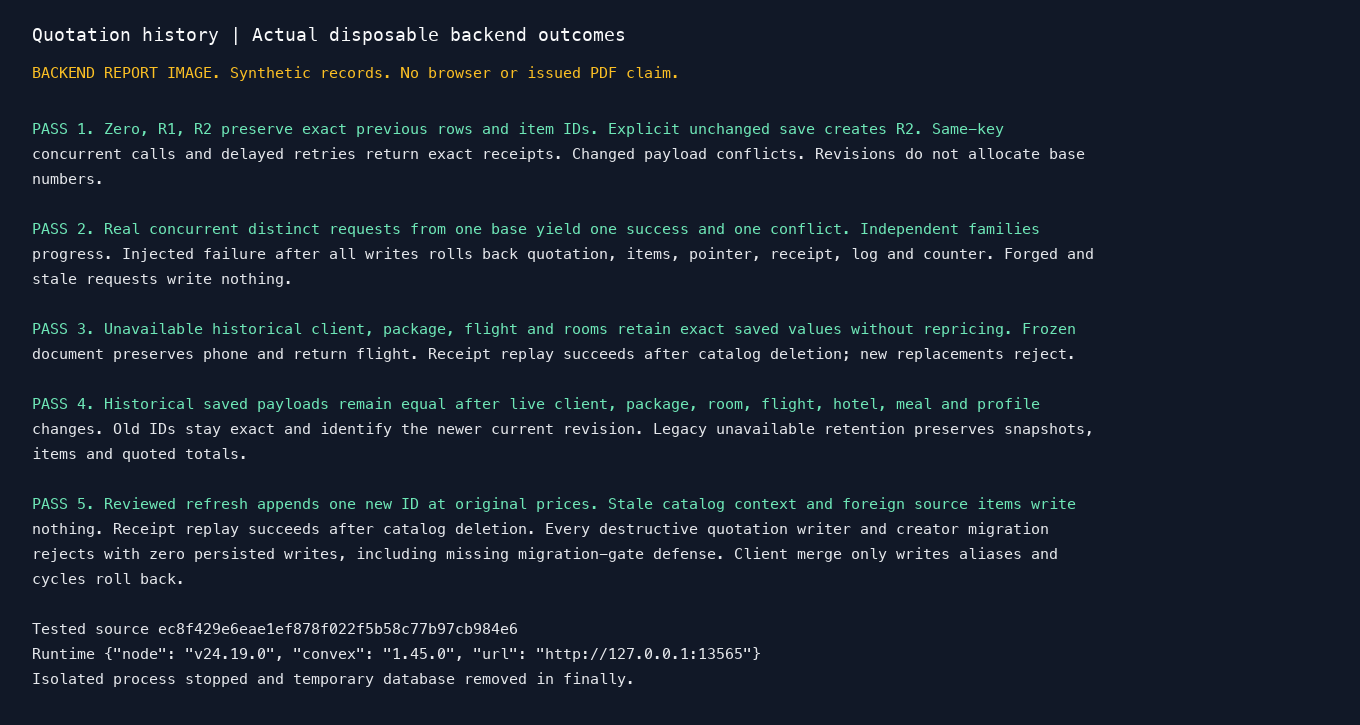 Quotation history | Actual disposable backend outcomes
BACKEND REPORT IMAGE. Synthetic records. No browser or issued PDF claim.
PASS 1. Zero, R1, R2 preserve exact previous rows and item IDs. Explicit unchanged save creates R2. Same-key
concurrent calls and delayed retries return exact receipts. Changed payload conflicts. Revisions do not allocate base
numbers.
PASS 2. Real concurrent distinct requests from one base yield one success and one conflict. Independent families
progress. Injected failure after all writes rolls back quotation, items, pointer, receipt, log and counter. Forged and
stale requests write nothing.
PASS 3. Unavailable historical client, package, flight and rooms retain exact saved values without repricing. Frozen
document preserves phone and return flight. Receipt replay succeeds after catalog deletion; new replacements reject.
PASS 4. Historical saved payloads remain equal after live client, package, room, flight, hotel, meal and profile
changes. Old IDs stay exact and identify the newer current revision. Legacy unavailable retention preserves snapshots,
items and quoted totals.
PASS 5. Reviewed refresh appends one new ID at original prices. Stale catalog context and foreign source items write
nothing. Receipt replay succeeds after catalog deletion. Every destructive quotation writer and creator migration
rejects with zero persisted writes, including missing migration-gate defense. Client merge only writes aliases and
cycles roll back.
Tested source ec8f429e6eae1ef878f022f5b58c77b97cb984e6
Runtime {"node": "v24.19.0", "convex": "1.45.0", "url": "http://127.0.0.1:13565"}
Isolated process stopped and temporary database removed in finally.